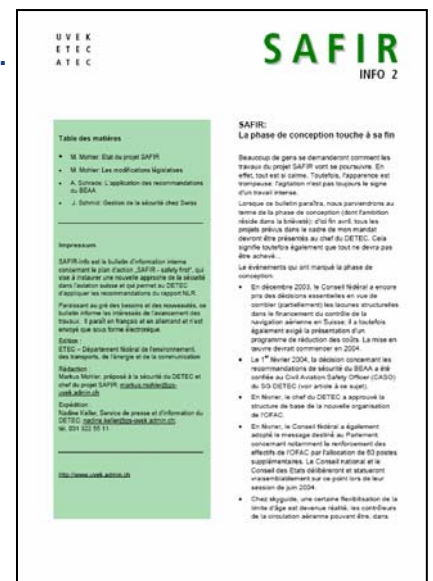 U V E K
E T E C
A T E C
SAFIR
INFO 2
Table des matières
• M. Mohler: Etat du projet SAFIR
• M. Mohler: Les modifications législatives
• A. Schrade: L'application des recommandations
du BEAA
• J. Schmid: Gestion de la sécurité chez Swiss
Impressum
SAFIR-info est le bulletin d'information interne
concernant le plan d'action „SAFIR - safety first“, qui
vise à instaurer une nouvelle approche de la sécurité
dans l'aviation suisse et qui permet au DETEC
d'appliquer les recommandations du rapport NLR.
Paraissant au gré des besoins et des nouveautés, ce
bulletin informe les intéressés de l'avancement des
travaux. Il paraît en français et en allemand et n'est
envoyé que sous forme électronique.
Edition :
ETEC – Département fédéral de l'environnement,
des transports, de l'énergie et de la communication
Rédaction :
Markus Mohler, préposé à la sécurité du DETEC et
chef du projet SAFIR, markus.mohler@gs-
uvek.admin.ch
Expédition :
Nadine Keller, Service de presse et d'information du
DETEC, nadine.keller@gs-uvek.admin.ch,
tél. 031 322 55 11
http://www.uvek.admin.ch
SAFIR:
La phase de conception touche à sa fin
Beaucoup de gens se demanderont comment les
travaux du projet SAFIR vont se poursuivre. En
effet, tout est si calme. Toutefois, l'apparence est
trompeuse: l'agitation n'est pas toujours le signe
d'un travail intense.
Lorsque ce bulletin paraîtra, nous parviendrons au
terme de la phase de conception (dont l'ambition
réside dans la brièveté); d'ici fin avril, tous les
projets prévus dans le cadre de mon mandat
devront être présentés au chef du DETEC. Cela
signifie toutefois également que tout ne devra pas
être achevé...
Le événements qui ont marqué la phase de
conception:
• En décembre 2003, le Conseil fédéral a encore
pris des décisions essentielles en vue de
combler (partiellement) les lacunes structurelles
dans le financement du contrôle de la
navigation aérienne en Suisse; il a toutefois
également exigé la présentation d'un
programme de réduction des coûts. La mise en
œuvre devrait commencer en 2004.
• Le 1er février 2004, la décision concernant les
recommandations de sécurité du BEAA a été
confiée au Civil Aviation Safety Officer (CASO)
du SG DETEC (voir article à ce sujet).
• En février, le chef du DETEC a approuvé la
structure de base de la nouvelle organisation
de l'OFAC.
• En février, le Conseil fédéral a également
adopté le message destiné au Parlement
concernant notamment le renforcement des
effectifs de l'OFAC par l'allocation de 60 postes
supplémentaires. Le Conseil national et le
Conseil des Etats délibèreront et statueront
vraisemblablement sur ce point lors de leur
session de juin 2004.
• Chez skyguide, une certaine flexibilisation de la
limite d'âge est devenue réalité; les contrôleurs
de la circulation aérienne pouvant être, dans